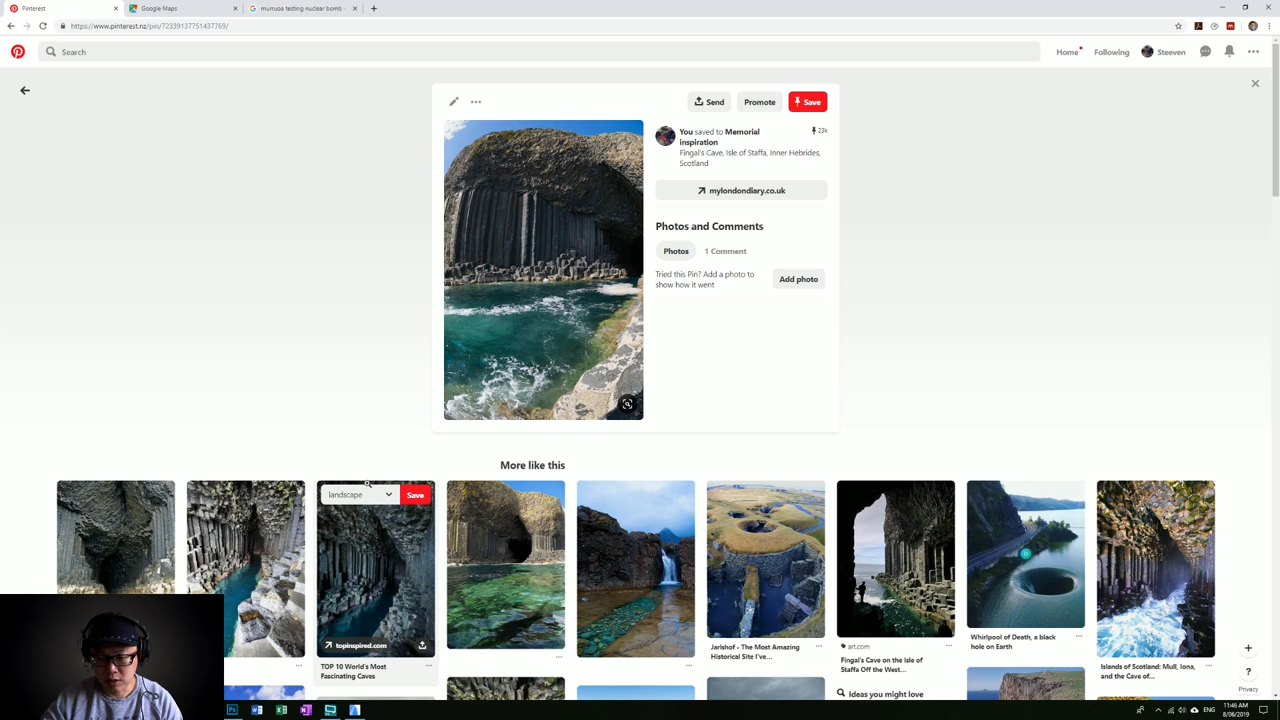 Pinterest
Google Maps
mururoa testing nuclear bomb -
https://www.pinterest.nz/pin/72339137751437769/
Search
Home
Following
Steeven
Send
Promote
Save
You saved to Memorial
inspiration
23k
Fingal's Cave, Isle of Staffa, Inner Hebrides,
Scotland
mylondondiary.co.uk
Photos and Comments
Photos
1 Comment
Tried this Pin? Add a photo to
show how it went
Add photo
More like this
landscape
Save
topinspired.com
TOP 10 World's Most
Fascinating Caves
Jarlshof - The Most Amazing
Historical Site I've...
art.com
Fingal's Cave on the Isle of
Staffa Off the West...
Ideas you might love
Whirlpool of Death, a black
hole on Earth
Islands of Scotland: Mull, Iona,
and the Cave of...
?
Privacy
ENG
11:46 AM
8/06/2019